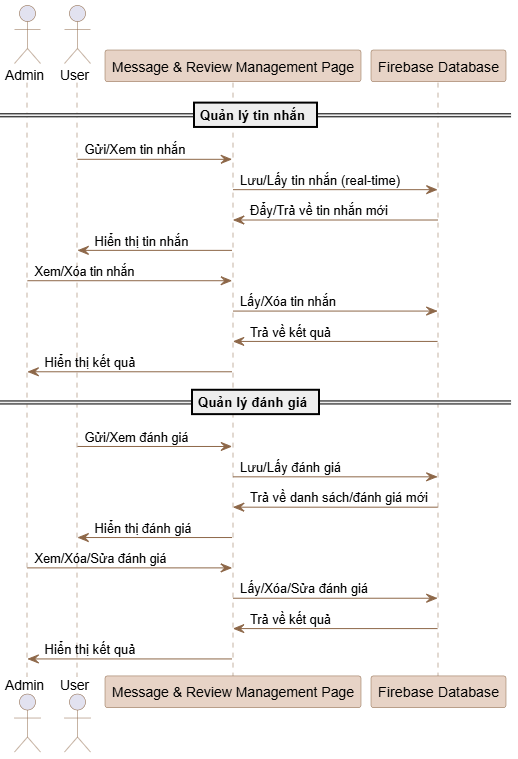 Admin
User
Message & Review Management Page
Firebase Database
Quản lý tin nhắn
Gửi/Xem tin nhắn
Lưu/Lấy tin nhắn (real-time)
Đẩy/Trả về tin nhắn mới
Hiển thị tin nhắn
Xem/Xóa tin nhắn
Lấy/Xóa tin nhắn
Trả về kết quả
Hiển thị kết quả
Quản lý đánh giá
Gửi/Xem đánh giá
Lưu/Lấy đánh giá
Trả về danh sách/đánh giá mới
Hiển thị đánh giá
Xem/Xóa/Sửa đánh giá
Lấy/Xóa/Sửa đánh giá
Trả về kết quả
Hiển thị kết quả
Admin
User
Message & Review Management Page
Firebase Database